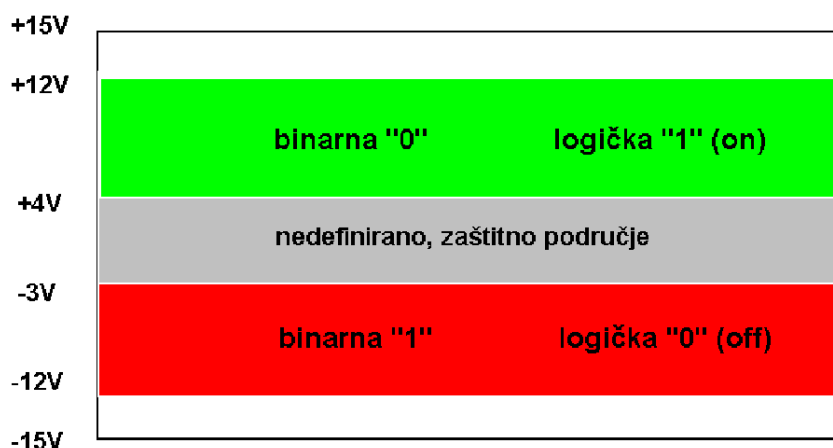 +15V
+12V
binarna "0" logička "1" (on)
+4V
nedefinirano, zaštitno područje
-3V
binarna "1" logička "0" (off)
-12V
-15V